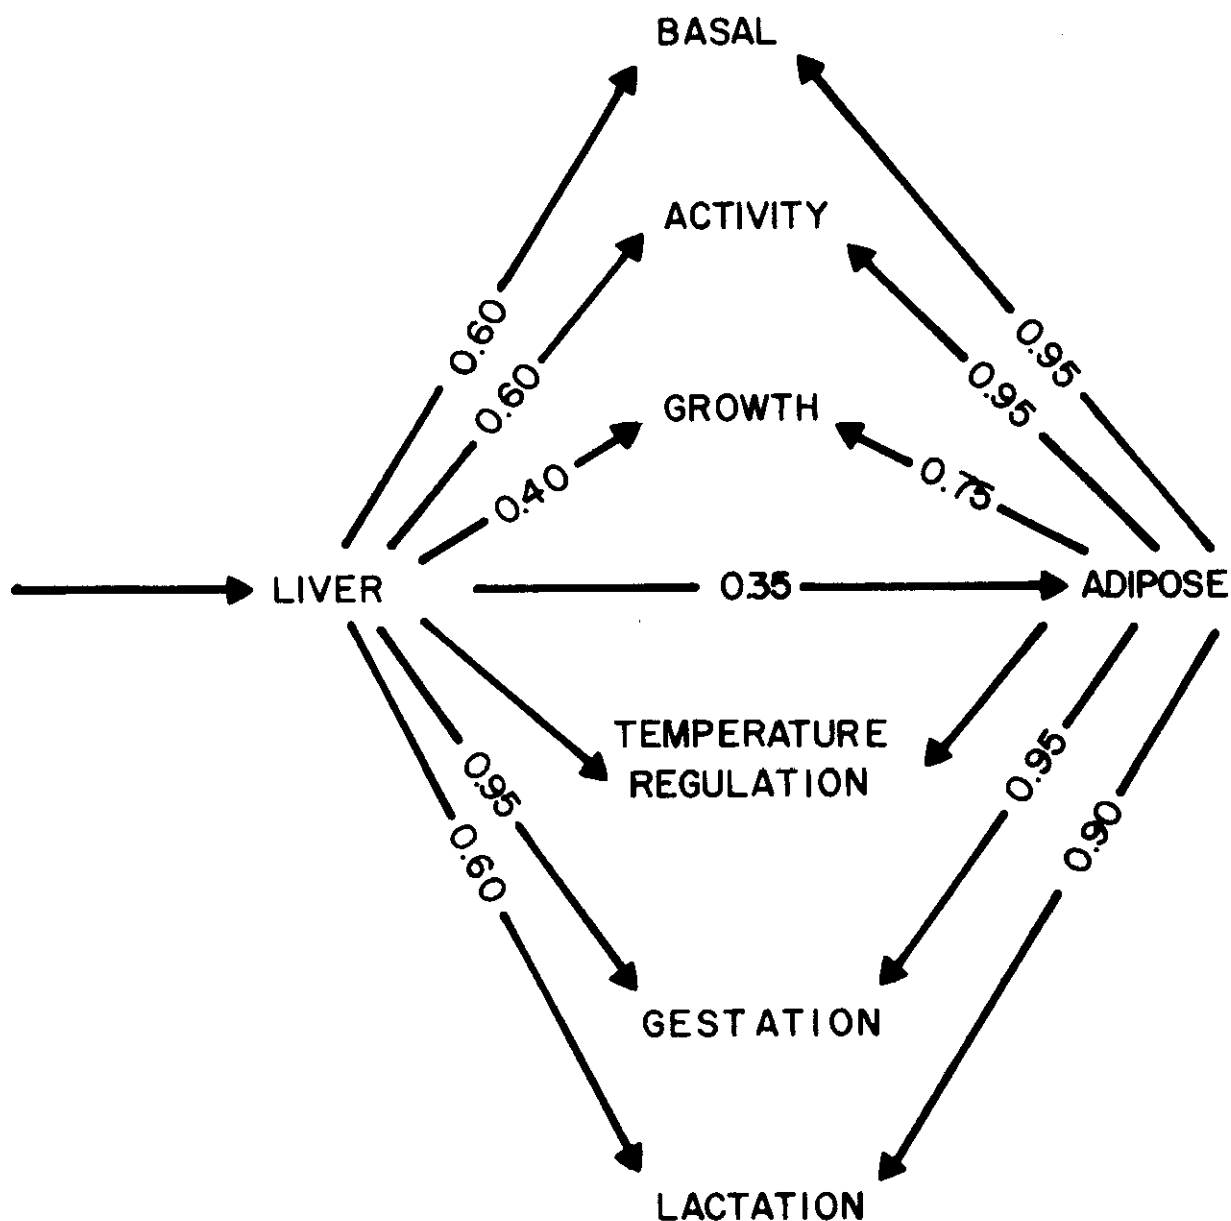 BASAL
ACTIVITY
0.60
0.95
0.60
0.95
GROWTH
0.40
0.75
LIVER
0.35
ADIPOSE
TEMPERATURE
REGULATION
0.95
0.95
0.60
0.90
GESTATION
LACTATION